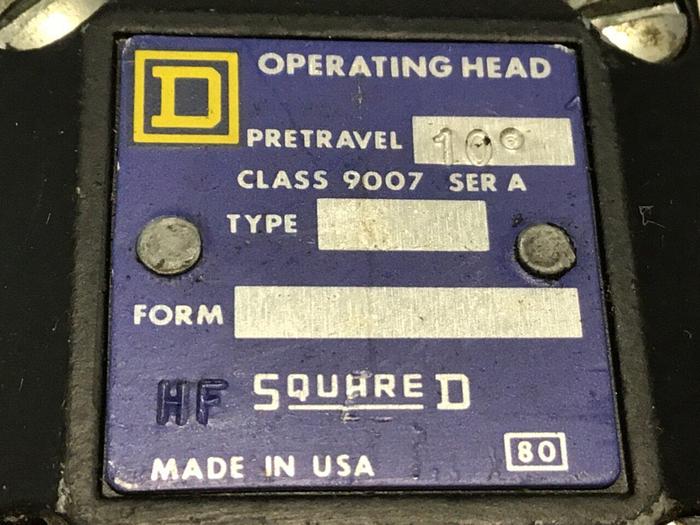 D OPERATING HEAD
PRETRAVEL 10°
CLASS 9007 SER A
TYPE
FORM
HF SQUARE D
MADE IN USA 80